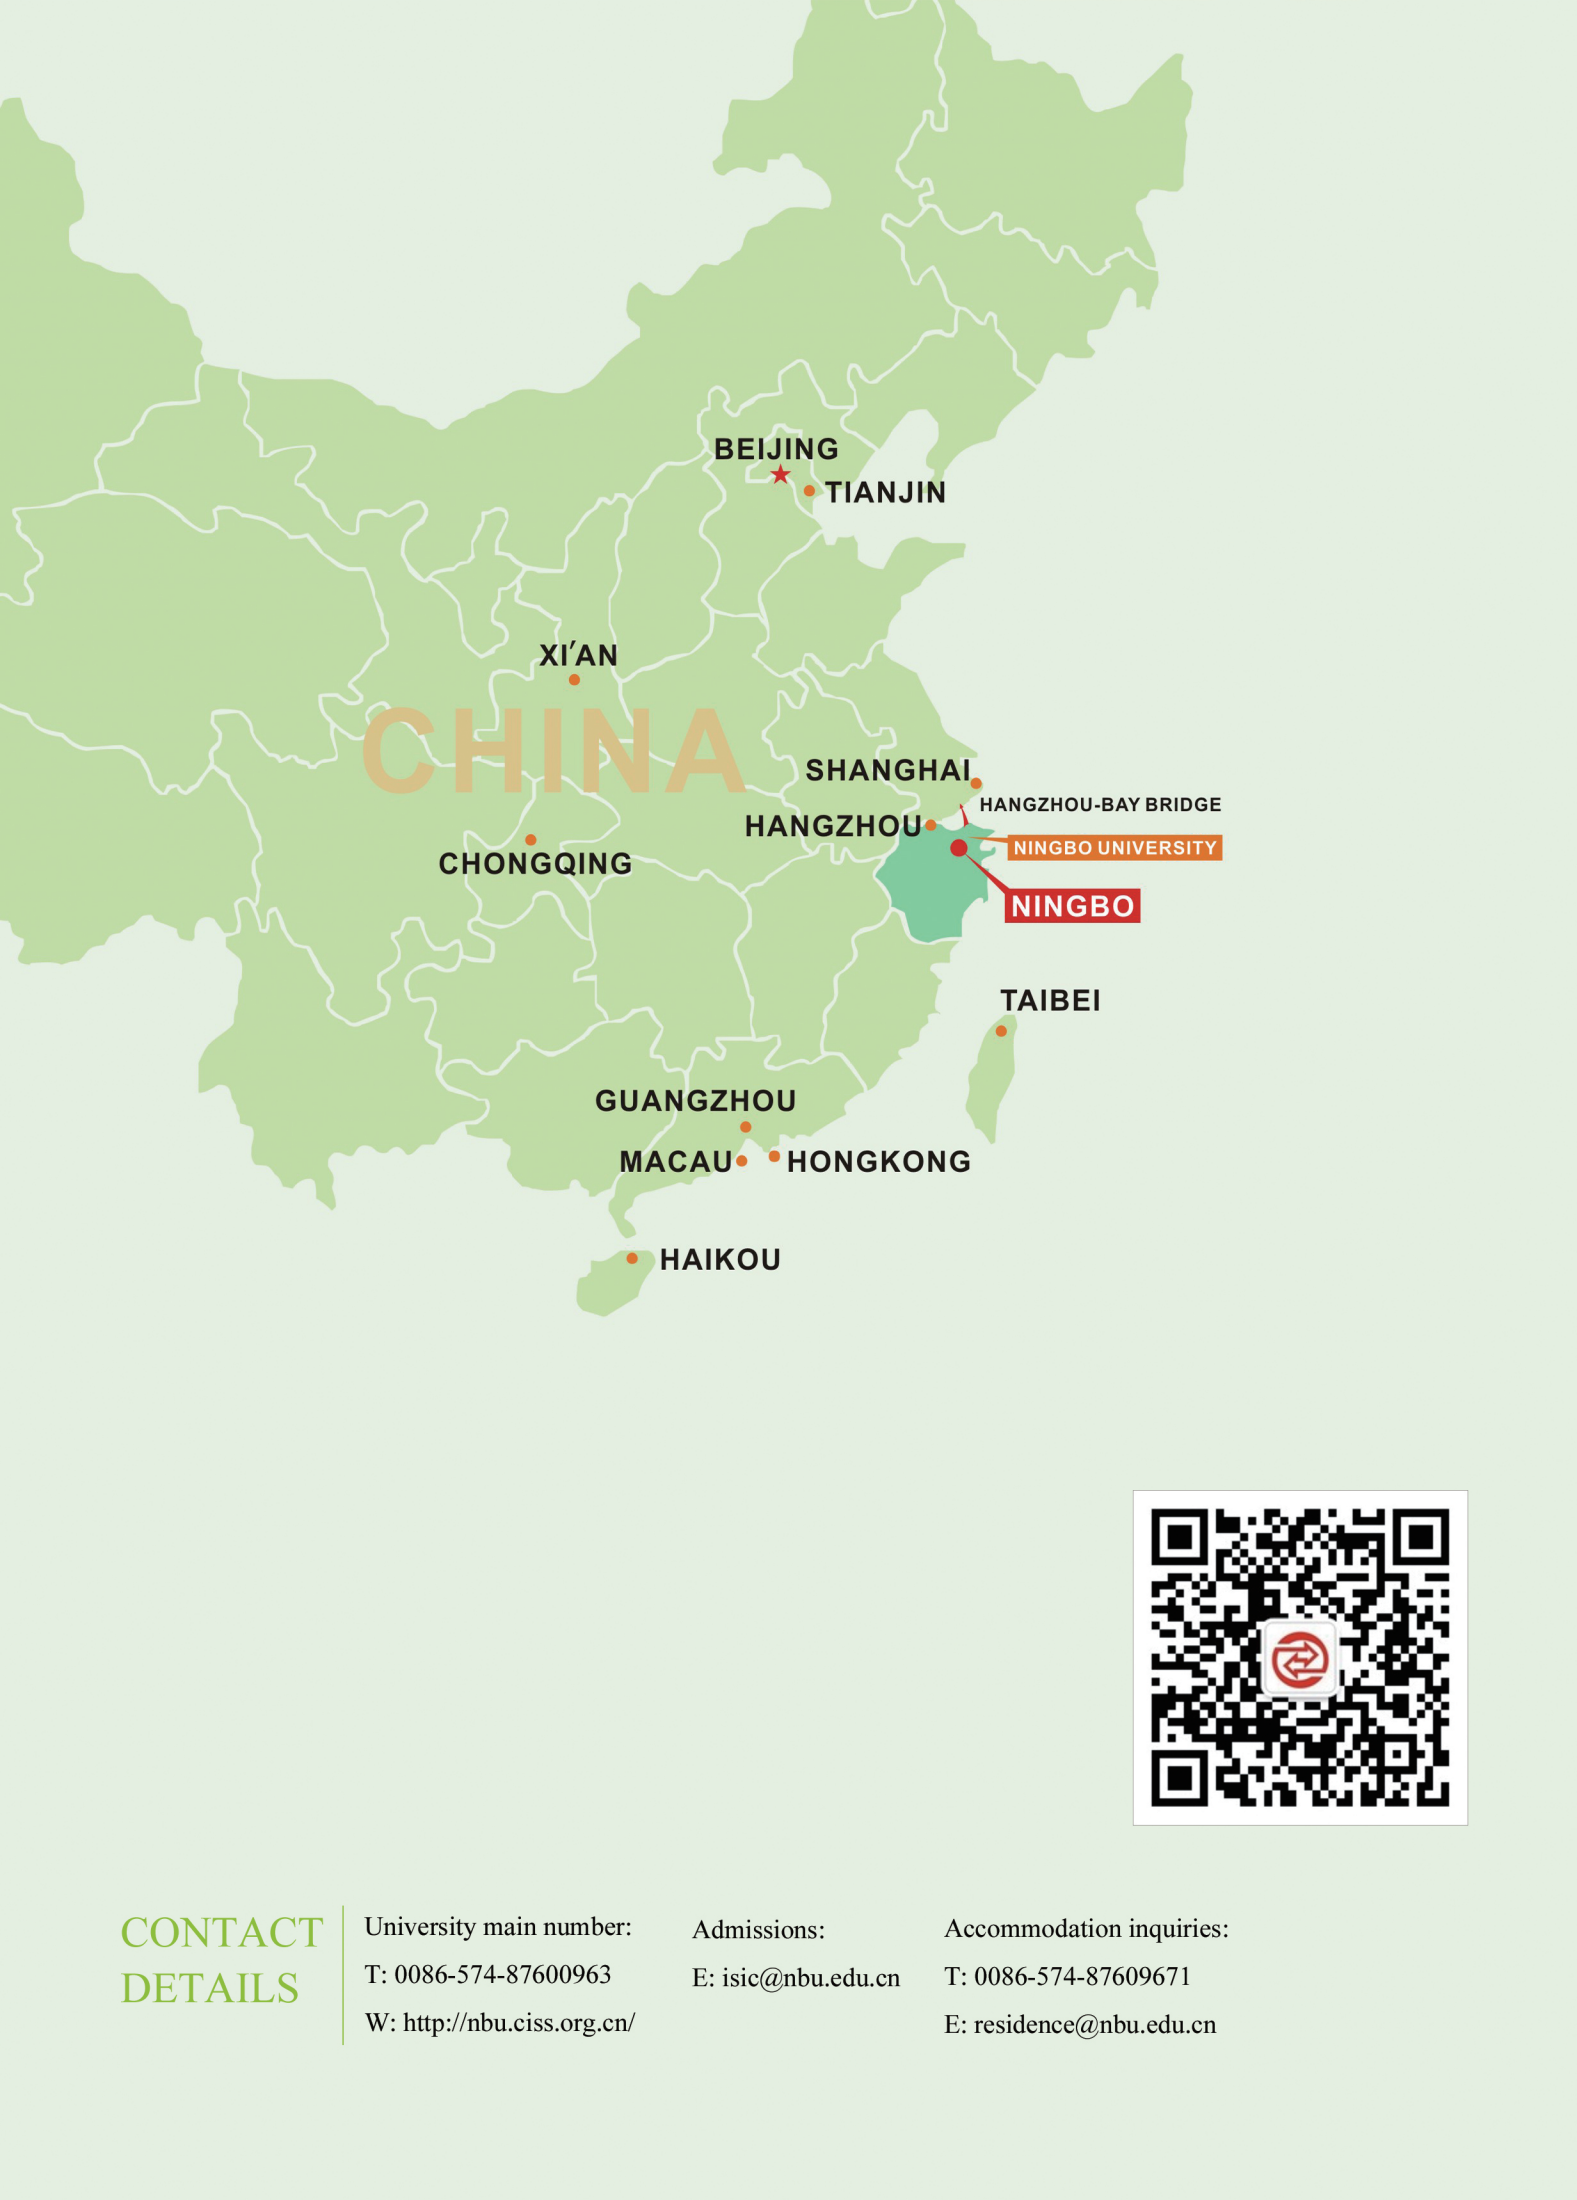 BEIJING
TIANJIN
XI'AN
CHINA
SHANGHAI
HANGZHOU-BAY BRIDGE
HANGZHOU
NINGBO UNIVERSITY
CHONGQING
NINGBO
TAIBEI
GUANGZHOU
MACAU
HONGKONG
HAIKOU
CONTACT
DETAILS
University main number:
T: 0086-574-87600963
W: http://nbu.ciss.org.cn/
Admissions:
E: isic@nbu.edu.cn
Accommodation inquiries:
T: 0086-574-87609671
E: residence@nbu.edu.cn